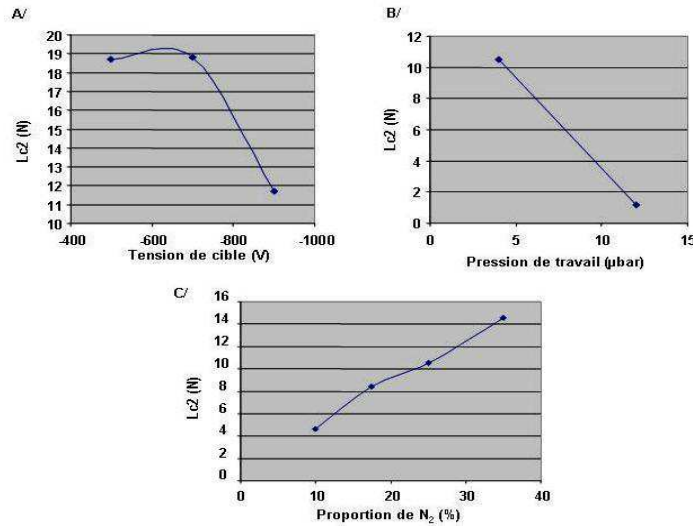 A/
20
19
18
17
16
15
14
13
12
11
10
Lc2 (N)
-400 -600 -800 -1000
Tension de cible (V)
B/
12
10
8
6
4
2
0
Lc2 (N)
0 5 10 15
Pression de travail (µbar)
C/
16
14
12
10
8
6
4
2
0
Lc2 (N)
0 10 20 30 40
Proportion de N₂ (%)